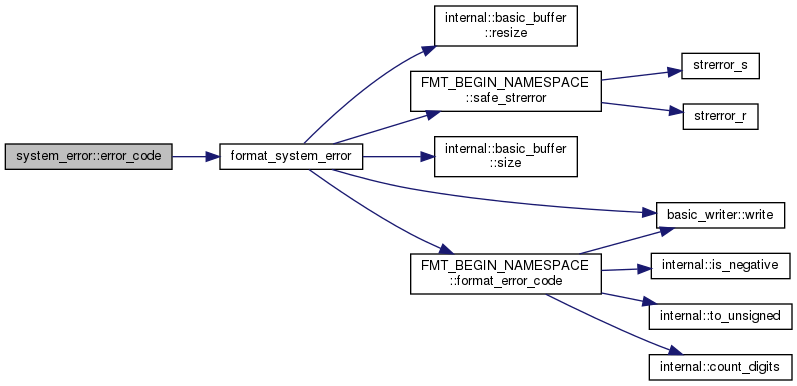 system_error::error_code
format_system_error
internal::basic_buffer
::resize
FMT_BEGIN_NAMESPACE
::safe_strerror
internal::basic_buffer
::size
FMT_BEGIN_NAMESPACE
::format_error_code
strerror_s
strerror_r
basic_writer::write
internal::is_negative
internal::to_unsigned
internal::count_digits